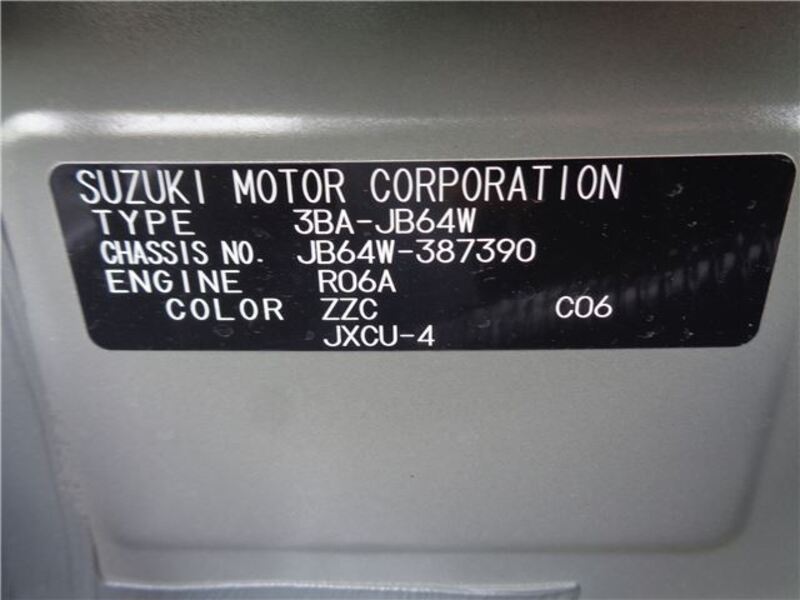 SUZUKI MOTOR CORPORATION
TYPE 3BA-JB64W
CHASSIS NO. JB64W-387390
ENGINE R06A
COLOR ZZC C06
JXCU-4